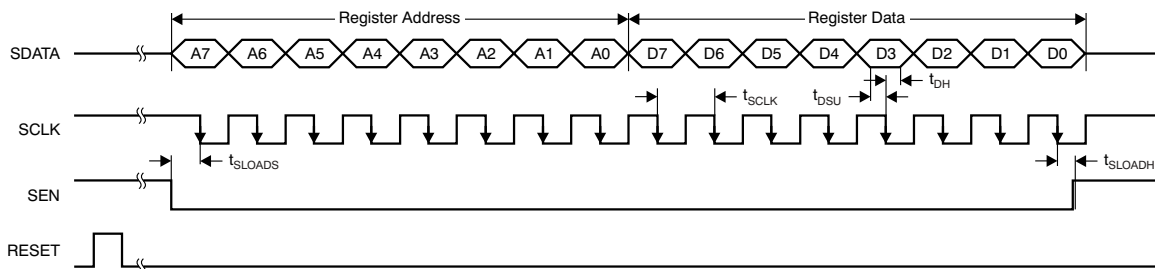 Register Address Register Data
SDATA A7 A6 A5 A4 A3 A2 A1 A0 D7 D6 D5 D4 D3 D2 D1 D0
tSCLK tDSU tDH
SCLK
tSLOADS tSLOADH
SEN
RESET